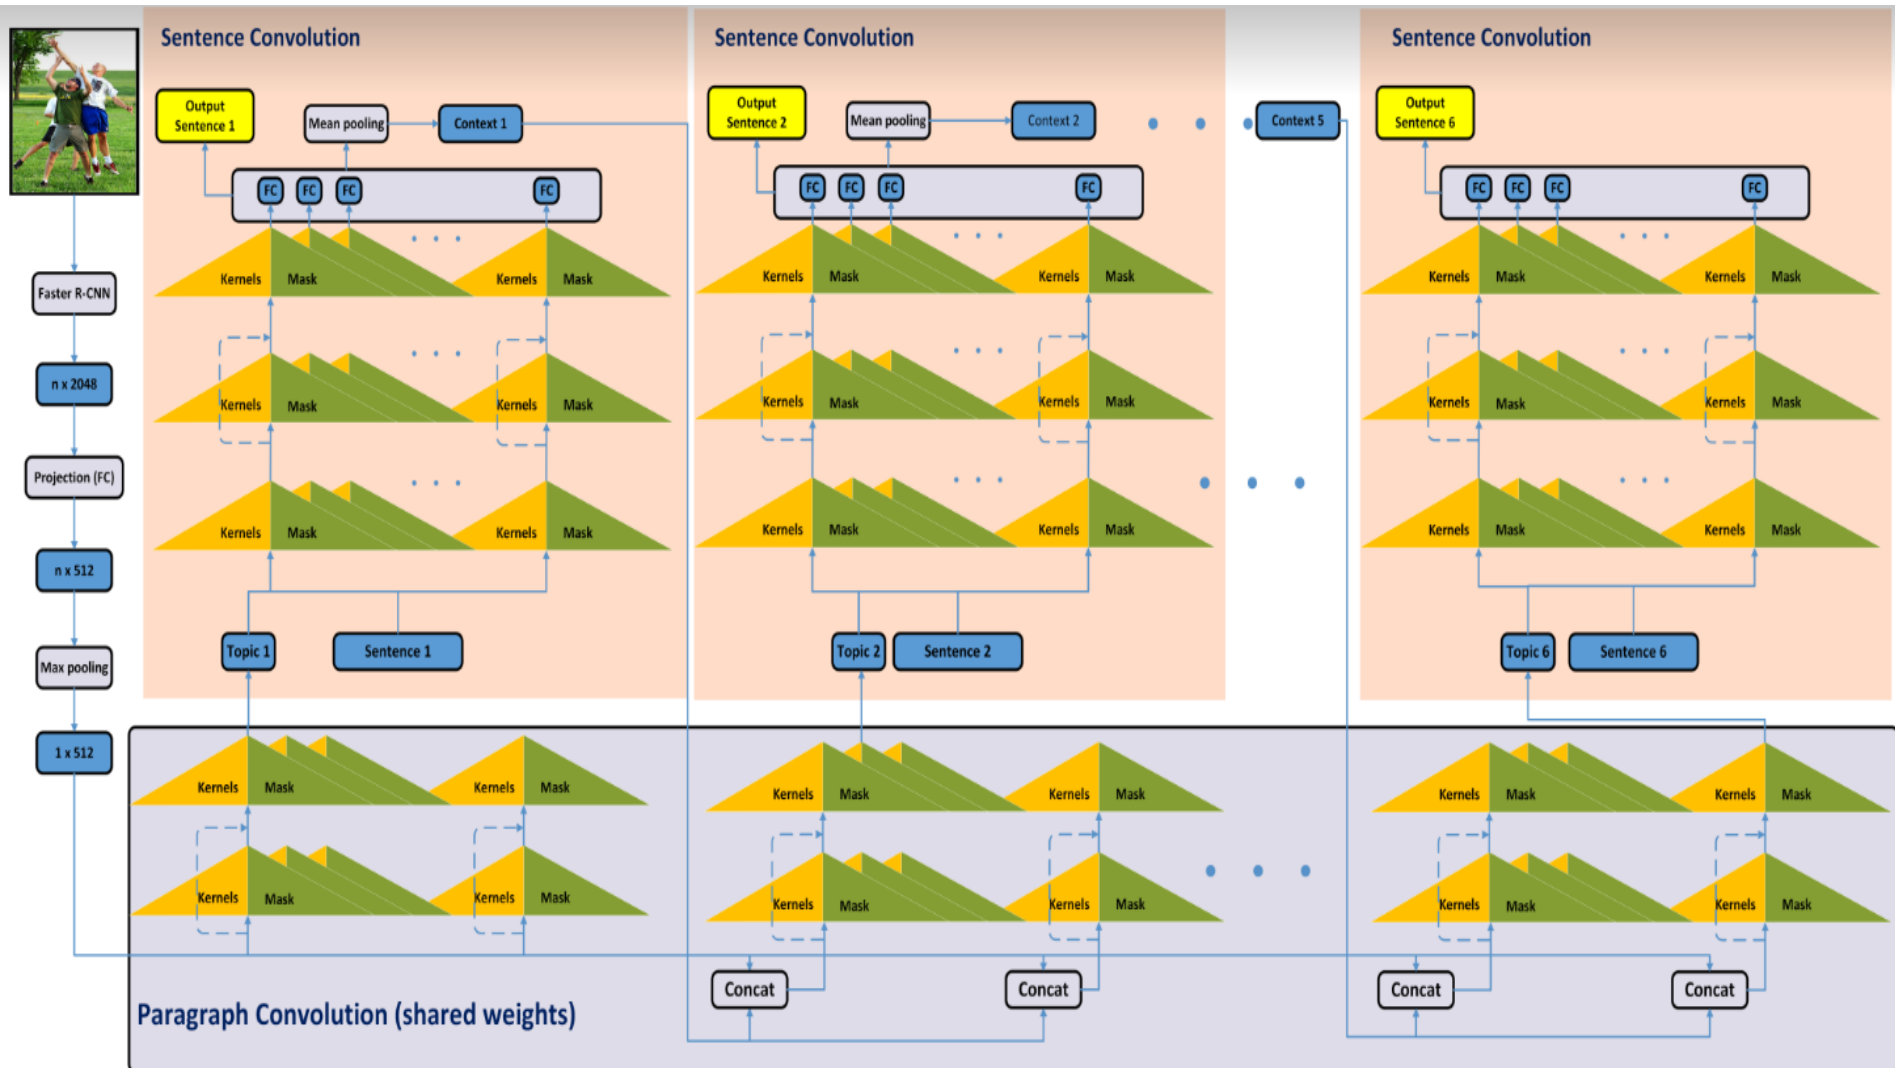 Sentence Convolution
Sentence Convolution
Sentence Convolution
Output
Sentence 1
Mean pooling
Context 1
Output
Sentence 2
Mean pooling
Context 2
Context 5
Output
Sentence 6
FC FC FC FC
FC FC FC FC
FC FC FC FC
Kernels Mask Kernels Mask
Kernels Mask Kernels Mask
Kernels Mask Kernels Mask
Faster R-CNN
n x 2048
Kernels Mask Kernels Mask
Kernels Mask Kernels Mask
Kernels Mask Kernels Mask
Projection (FC)
Kernels Mask Kernels Mask
Kernels Mask Kernels Mask
Kernels Mask Kernels Mask
n x 512
Max pooling
Topic 1
Sentence 1
Topic 2
Sentence 2
Topic 6
Sentence 6
1 x 512
Kernels Mask Kernels Mask
Kernels Mask Kernels Mask
Kernels Mask Kernels Mask
Kernels Mask Kernels Mask
Kernels Mask Kernels Mask
Kernels Mask Kernels Mask
Concat
Concat
Concat
Concat
Paragraph Convolution (shared weights)